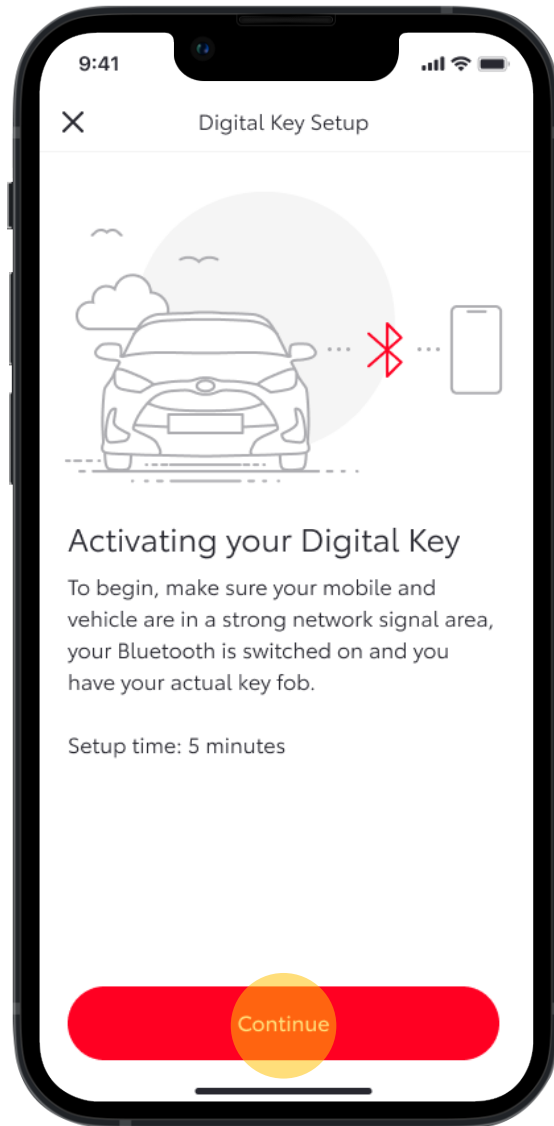 9:41
Digital Key Setup
Activating your Digital Key
To begin, make sure your mobile and
vehicle are in a strong network signal area,
your Bluetooth is switched on and you
have your actual key fob.
Setup time: 5 minutes
Continue